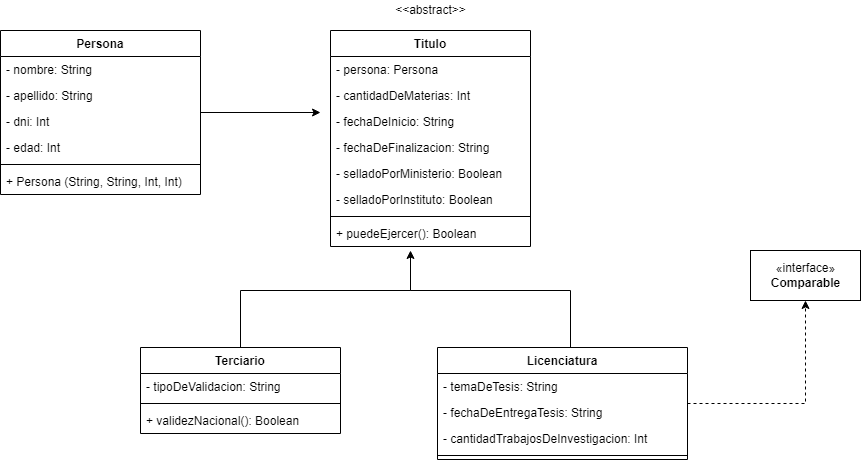 <<abstract>>
Persona
- nombre: String
- apellido: String
- dni: Int
- edad: Int
+ Persona (String, String, Int, Int)
Titulo
- persona: Persona
- cantidadDeMaterias: Int
- fechaDeInicio: String
- fechaDeFinalizacion: String
- selladoPorMinisterio: Boolean
- selladoPorInstituto: Boolean
+ puedeEjercer(): Boolean
«interface»
Comparable
Terciario
- tipoDeValidacion: String
+ validezNacional(): Boolean
Licenciatura
- temaDeTesis: String
- fechaDeEntregaTesis: String
- cantidadTrabajosDeInvestigacion: Int